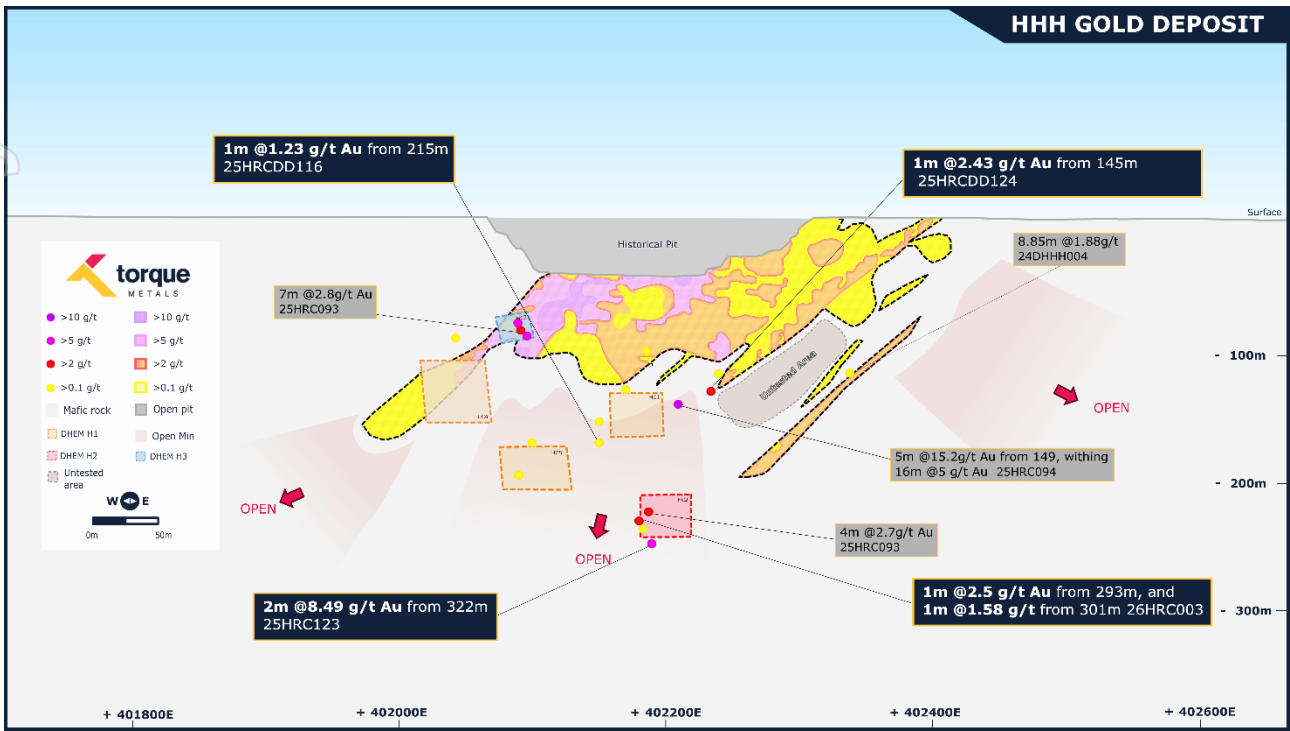 HHH GOLD DEPOSIT
1m @1.23 g/t Au from 215m
25HRCDD116
1m @2.43 g/t Au from 145m
25HRCDD124
Surface
Historical Pit
8.85m @1.88g/t
24DHHH004
torque
METALS
>10 g/t
>10 g/t
>5 g/t
>5 g/t
>2 g/t
>2 g/t
>0.1 g/t
>0.1 g/t
Mafic rock
Open pit
DHEM H1
Open Min
DHEM H2
DHEM H3
Untested
area
W E
0m 50m
7m @2.8g/t Au
25HRC093
Untested Area
- 100m
OPEN
5m @15.2g/t Au from 149, withing
16m @5 g/t Au 25HRC094
- 200m
OPEN
4m @2.7g/t Au
25HRC093
OPEN
2m @8.49 g/t Au from 322m
25HRC123
1m @2.5 g/t Au from 293m, and
1m @1.58 g/t from 301m 26HRC003
- 300m
+ 401800E
+ 402000E
+ 402200E
+ 402400E
+ 402600E